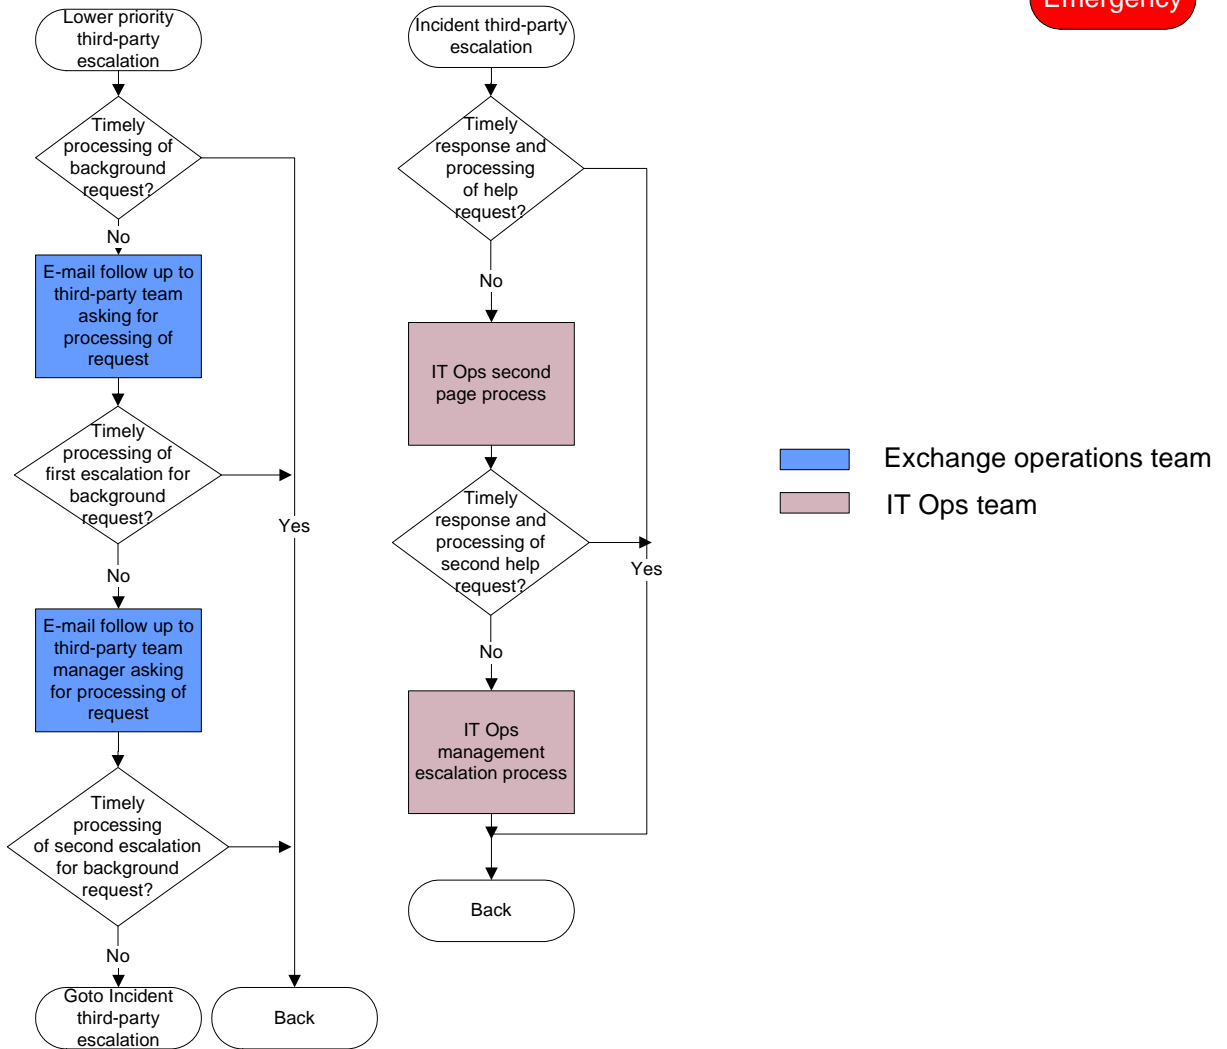 Emergency
Lower priority
third-party
escalation
Timely
processing of
background
request?
No
E-mail follow up to
third-party team
asking for
processing of
request
Timely
processing of
first escalation for
background
request?
Yes
No
E-mail follow up to
third-party team
manager asking
for processing of
request
Timely
processing
of second escalation
for background
request?
No
Goto Incident
third-party
escalation
Back
Incident third-party
escalation
Timely
response and
processing
of help
request?
No
IT Ops second
page process
Timely
response and
processing of
second help
request?
Yes
No
IT Ops
management
escalation process
Back
Exchange operations team
IT Ops team